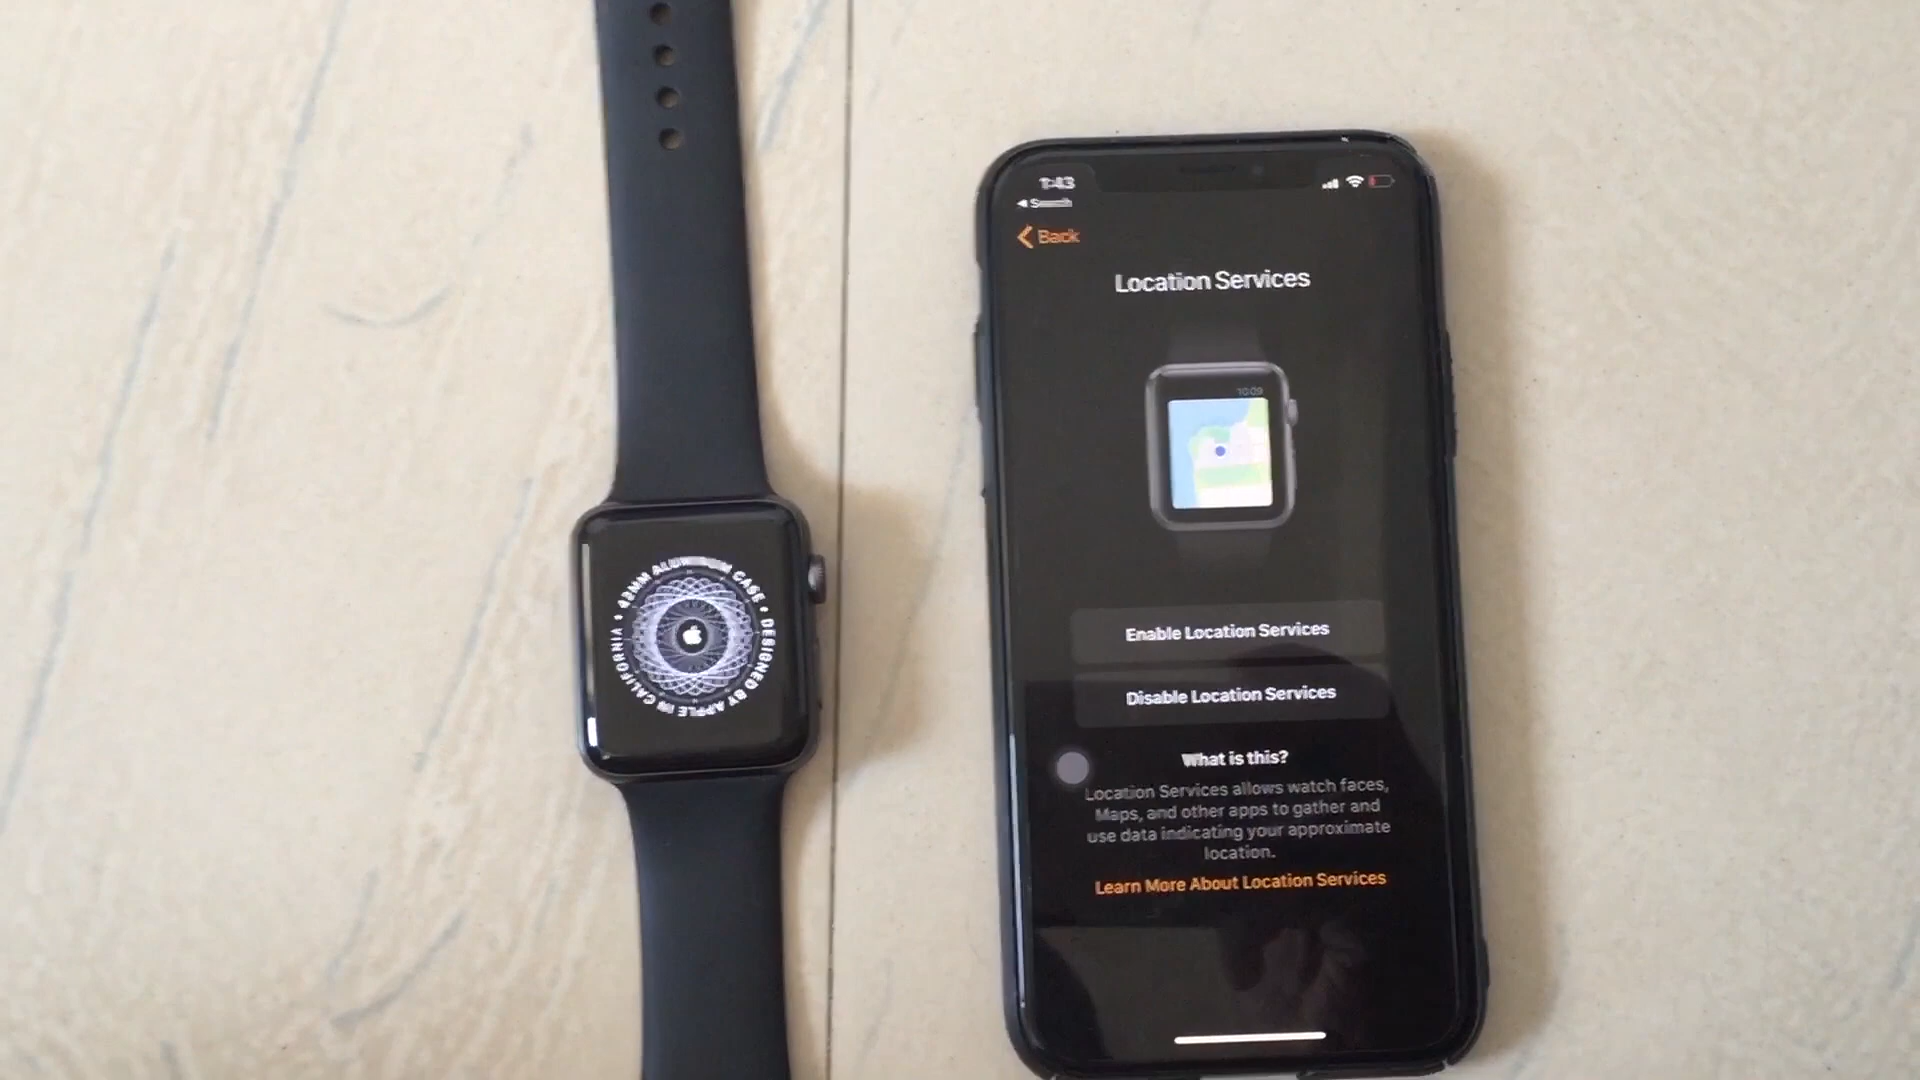 42MM ALUMINUM CASE • DESIGNED BY APPLE IN CALIFORNIA •
1:43
Search
Back
Location Services
10:09
Enable Location Services
Disable Location Services
What is this?
Location Services allows watch faces,
Maps, and other apps to gather and
use data indicating your approximate
location.
Learn More About Location Services